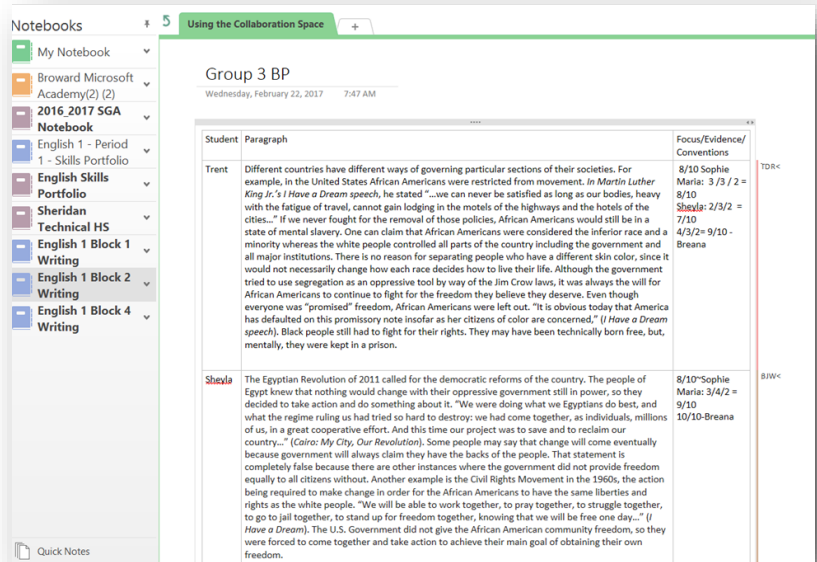 Notebooks
My Notebook
Broward Microsoft
Academy(2) (2)
2016_2017 SGA
Notebook
English 1 - Period
1 - Skills Portfolio
English Skills
Portfolio
Sheridan
Technical HS
English 1 Block 1
Writing
English 1 Block 2
Writing
English 1 Block 4
Writing
Quick Notes
Using the Collaboration Space
+
Group 3 BP
Wednesday, February 22, 2017 7:47 AM
Student Paragraph Focus/Evidence/
Conventions
Trent
Different countries have different ways of governing particular sections of their societies. For
example, in the United States African Americans were restricted from movement. In Martin Luther
King Jr.'s I Have a Dream speech, he stated "...we can never be satisfied as long as our bodies, heavy
with the fatigue of travel, cannot gain lodging in the motels of the highways and the hotels of the
cities..." If we never fought for the removal of those policies, African Americans would still be in a
state of mental slavery. One can claim that African Americans were considered the inferior race and a
minority whereas the white people controlled all parts of the country including the government and
all major institutions. There is no reason for separating people who have a different skin color, since it
would not necessarily change how each race decides how to live their life. Although the government
tried to use segregation as an oppressive tool by way of the Jim Crow laws, it was always the will for
African Americans to continue to fight for the freedom they believe they deserve. Even though
everyone was "promised" freedom, African Americans were left out. "It is obvious today that America
has defaulted on this promissory note insofar as her citizens of color are concerned," (I Have a Dream
speech). Black people still had to fight for their rights. They may have been technically born free, but,
mentally, they were kept in a prison.
8/10 Sophie
Maria: 3 /3 / 2 =
8/10
Sheyla: 2/3/2 =
7/10
4/3/2= 9/10 -
Breana
TDR<
Sheyla
The Egyptian Revolution of 2011 called for the democratic reforms of the country. The people of
Egypt knew that nothing would change with their oppressive government still in power, so they
decided to take action and do something about it. "We were doing what we Egyptians do best, and
what the regime ruling us had tried so hard to destroy: we had come together, as individuals, millions
of us, in a great cooperative effort. And this time our project was to save and to reclaim our
country..." (Cairo: My City, Our Revolution). Some people may say that change will come eventually
because government will always claim they have the backs of the people. That statement is
completely false because there are other instances where the government did not provide freedom
equally to all citizens without. Another example is the Civil Rights Movement in the 1960s, the action
being required to make change in order for the African Americans to have the same liberties and
rights as the white people. "We will be able to work together, to pray together, to struggle together,
to go to jail together, to stand up for freedom together, knowing that we will be free one day..." (I
Have a Dream). The U.S. Government did not give the African American community freedom, so they
were forced to come together and take action to achieve their main goal of obtaining their own
freedom.
8/10~Sophie
Maria: 3/4/2 =
9/10
10/10-Breana
BJW<